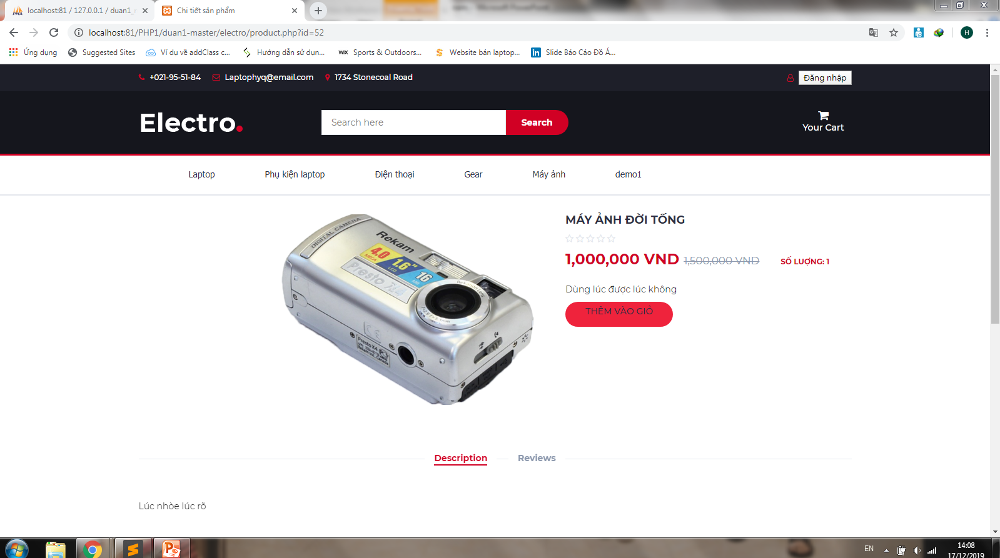 localhost:81 / 127.0.0.1 / duan1_
Chi tiết sản phẩm
localhost:81/PHP1/duan1-master/electro/product.php?id=52
H
Ứng dụng
Suggested Sites
Ví dụ về addClass c...
Hướng dẫn sử dụn...
WIX Sports & Outdoors...
Website bán laptop...
Slide Báo Cáo Đồ Á...
+021-95-51-84
Laptophyq@email.com
1734 Stonecoal Road
Đăng nhập
Electro.
Search here
Search
Your Cart
Laptop
Phụ kiện laptop
Điện thoại
Gear
Máy ảnh
demo1
DIGITAL CAMERA
Rekam
4.0
MEGA
1.6"
LCD
16
MB
Presto X4
MÁY ẢNH ĐỜI TỐNG
1,000,000 VND 1,500,000 VND
SỐ LƯỢNG: 1
Dùng lúc được lúc không
THÊM VÀO GIỎ
Presto X4
Description
Reviews
Lúc nhòe lúc rõ
EN
14:08
17/12/2019